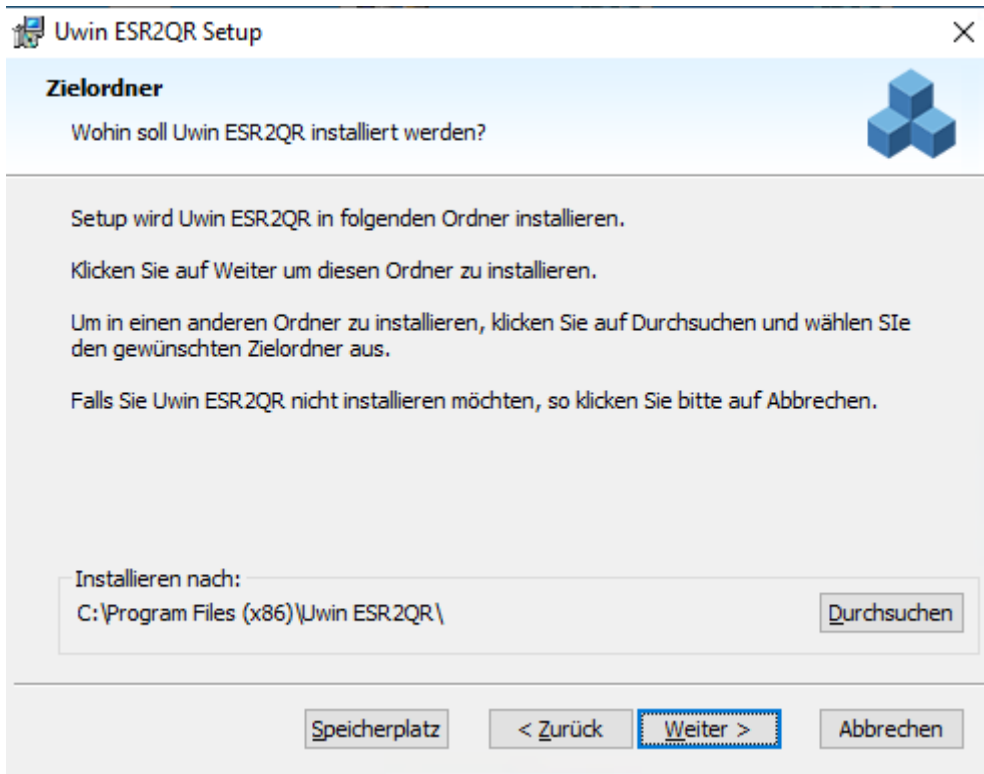 Uwin ESR2QR Setup
Zielordner
Wohin soll Uwin ESR2QR installiert werden?
Setup wird Uwin ESR2QR in folgenden Ordner installieren.
Klicken Sie auf Weiter um diesen Ordner zu installieren.
Um in einen anderen Ordner zu installieren, klicken Sie auf Durchsuchen und wählen SIe
den gewünschten Zielordner aus.
Falls Sie Uwin ESR2QR nicht installieren möchten, so klicken Sie bitte auf Abbrechen.
Installieren nach:
C:\Program Files (x86)\Uwin ESR2QR\
Durchsuchen
Speicherplatz
< Zurück
Weiter >
Abbrechen